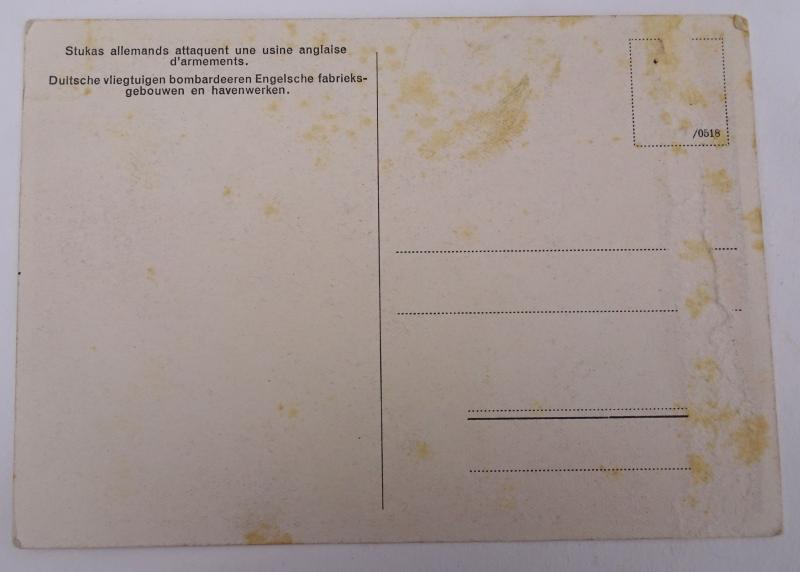 Stukas allemands attaquent une usine anglaise
d'armements.
Duitsche vliegtuigen bombardeeren Engelsche fabrieks-
gebouwen en havenwerken.
/0518